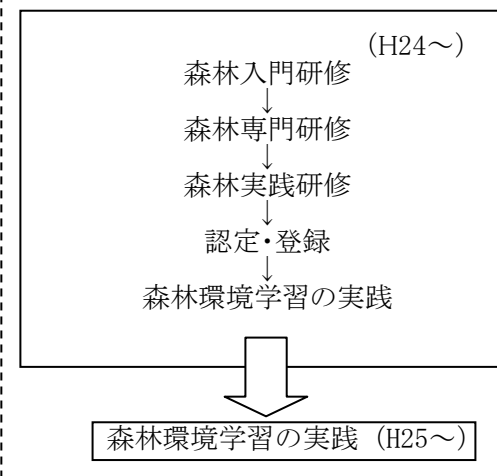 （H24～）
森林入門研修
↓
森林専門研修
↓
森林実践研修
↓
認定・登録
↓
森林環境学習の実践
森林環境学習の実践（H25～）